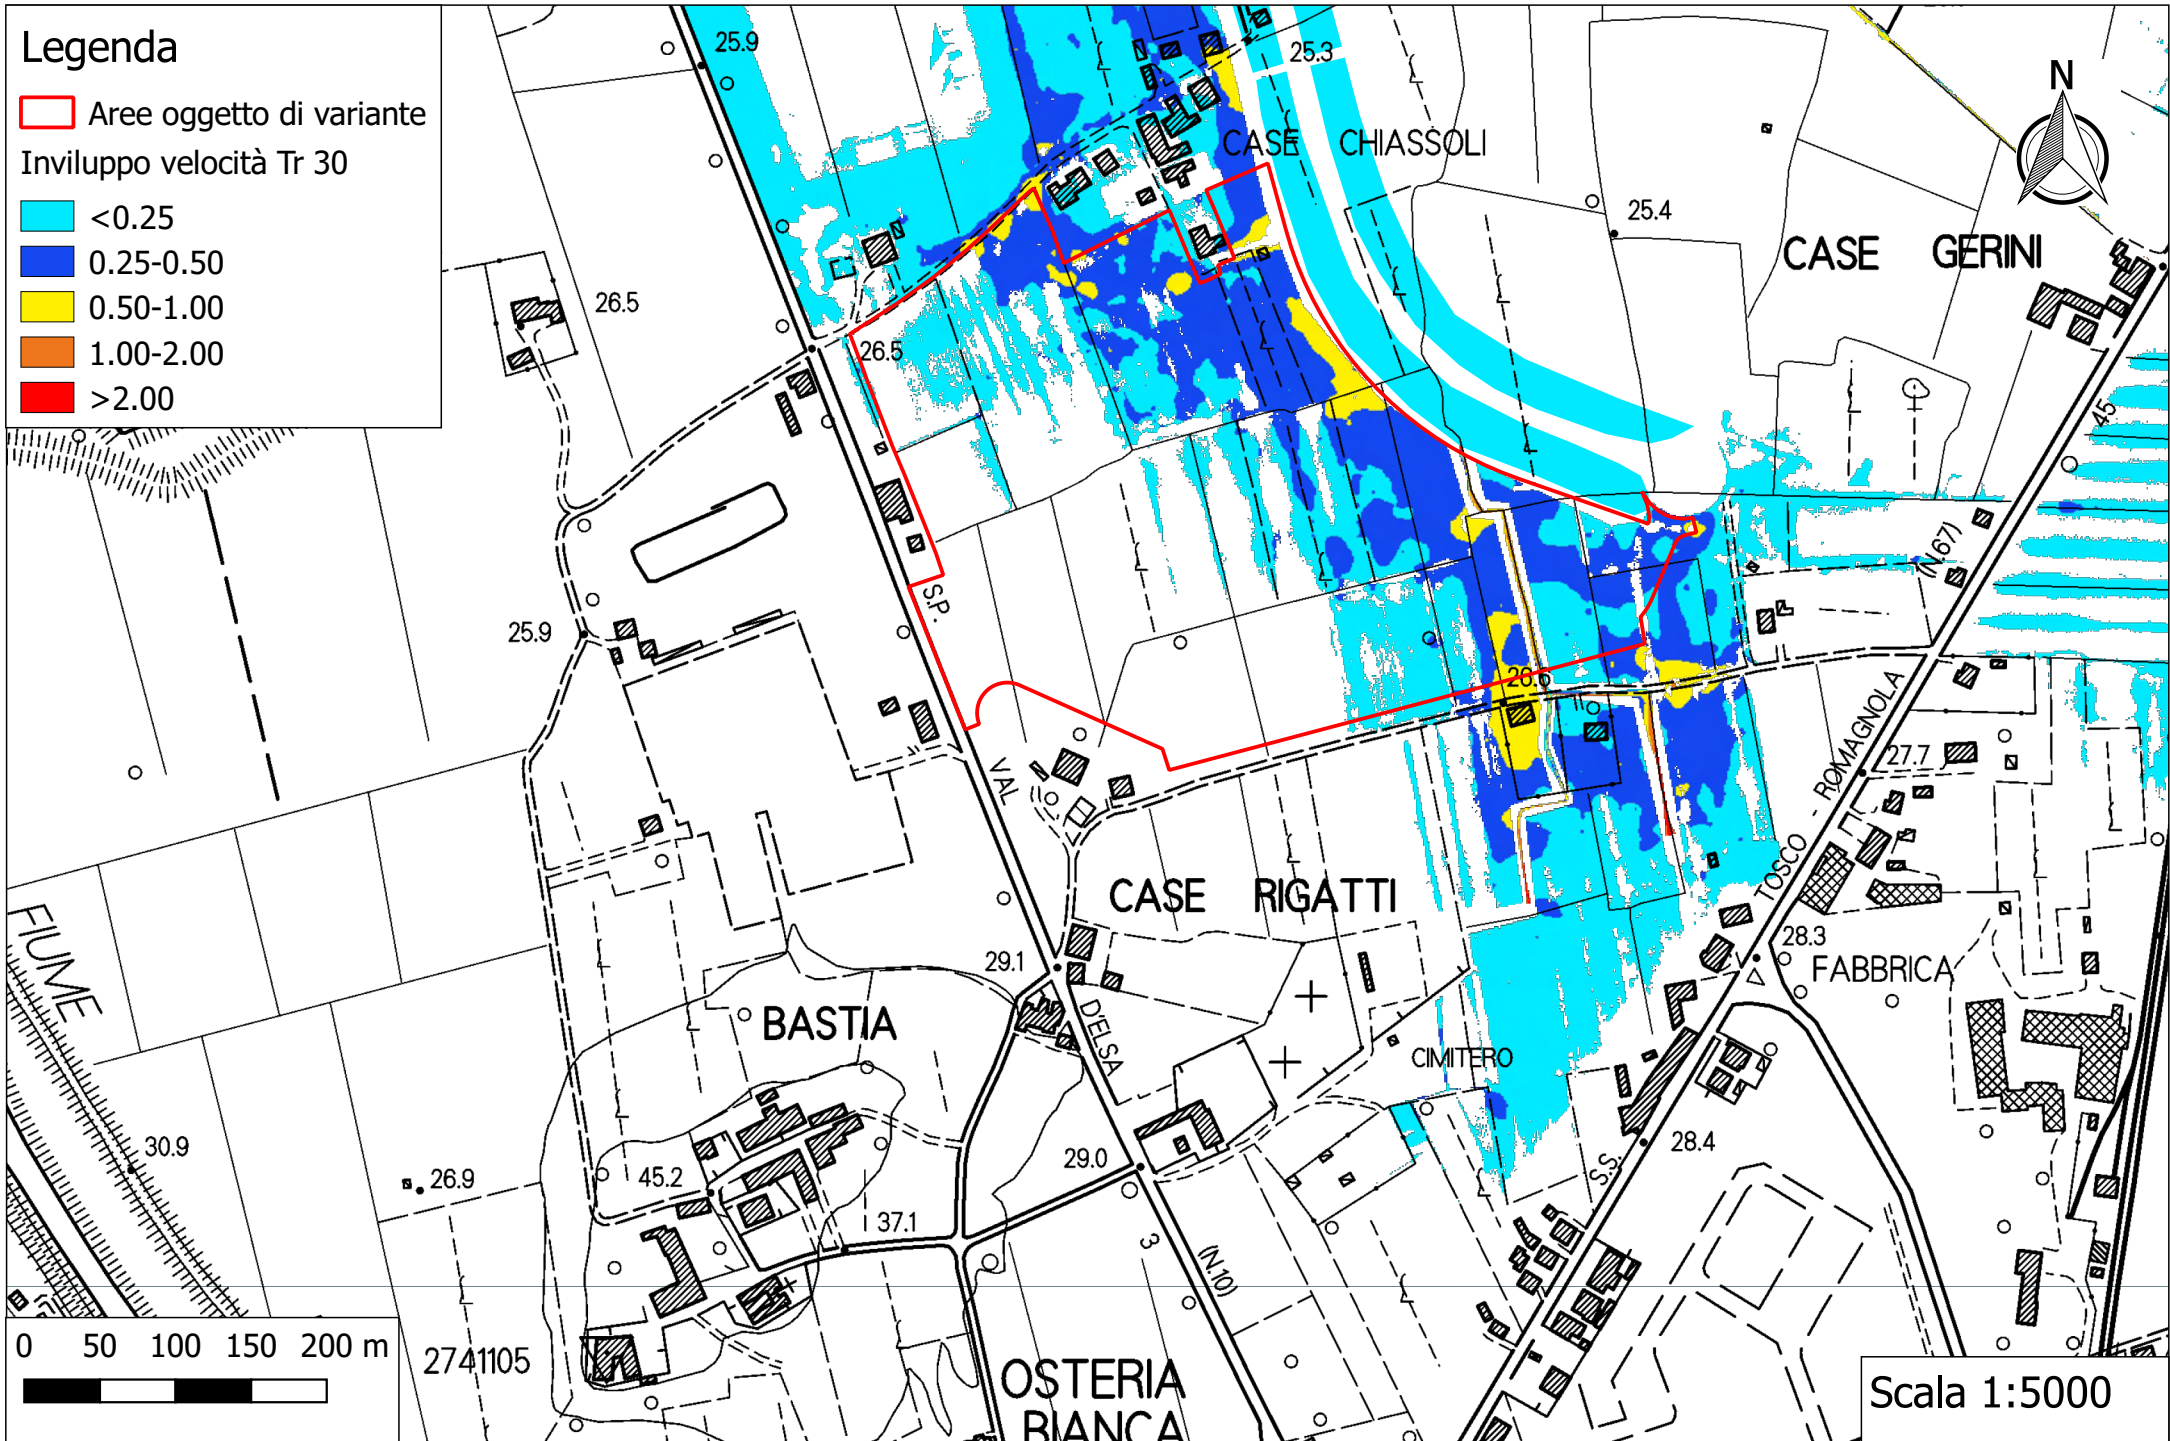 Legenda
Aree oggetto di variante
Inviluppo velocità Tr 30
<0.25
0.25-0.50
0.50-1.00
1.00-2.00
>2.00
25.9
25.3
N
CASE CHIASSOLI
25.4
CASE GERINI
26.5
26.5
45
(N.67)
S.P.
25.9
26.6
ROMAGNOLA
27.7
VAL
TOSCO -
CASE RIGATTI
FIUME
28.3
29.1
FABBRICA
BASTIA
D'ELSA
CIMITERO
30.9
28.4
26.9
45.2
29.0
S.S.
37.1
3
(N.10)
0 50 100 150 200 m
2741105
OSTERIA
BIANCA
Scala 1:5000